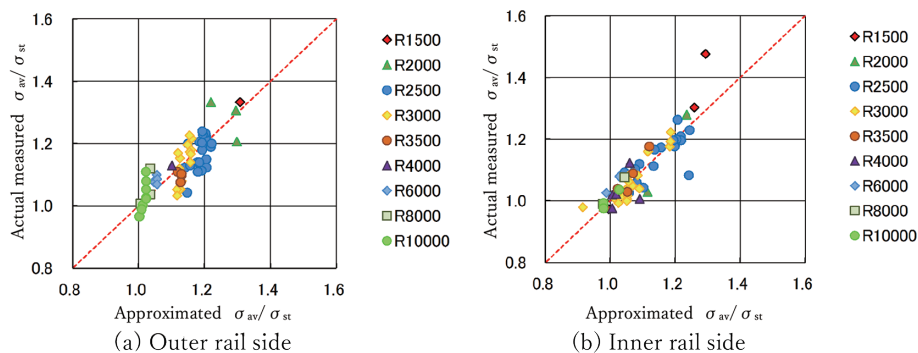 1.6
1.4
1.2
1.0
0.8
0.8 1.0 1.2 1.4 1.6
Actual measured σav/σst
Approximated σav/σst
R1500
R2000
R2500
R3000
R3500
R4000
R6000
R8000
R10000
(a) Outer rail side
1.6
1.4
1.2
1.0
0.8
0.8 1.0 1.2 1.4 1.6
Actual measured σav/σst
Approximated σav/σst
R1500
R2000
R2500
R3000
R3500
R4000
R6000
R8000
R10000
(b) Inner rail side